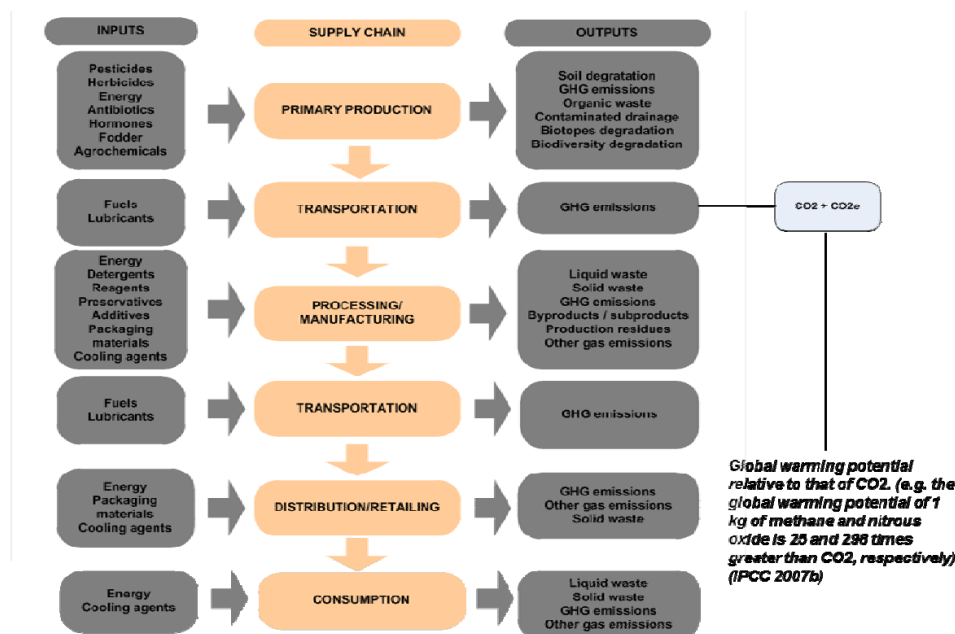 INPUTS
SUPPLY CHAIN
OUTPUTS
Pesticides
Herbicides
Energy
Antibiotics
Hormones
Fodder
Agrochemicals
PRIMARY PRODUCTION
Soil degratation
GHG emissions
Organic waste
Contaminated drainage
Biotopes degradation
Biodiversity degradation
Fuels
Lubricants
TRANSPORTATION
GHG emissions
CO2 + CO2e
Energy
Detergents
Reagents
Preservatives
Additives
Packaging
materials
Cooling agents
PROCESSING/
MANUFACTURING
Liquid waste
Solid waste
GHG emissions
Byproducts / subproducts
Production residues
Other gas emissions
Fuels
Lubricants
TRANSPORTATION
GHG emissions
Energy
Packaging
materials
Cooling agents
DISTRIBUTION/RETAILING
GHG emissions
Other gas emissions
Solid waste
Global warming potential
relative to that of CO2. (e.g. the
global warming potential of 1
kg of methane and nitrous
oxide is 25 and 298 times
greater than CO2, respectively)
(IPCC 2007b)
Energy
Cooling agents
CONSUMPTION
Liquid waste
Solid waste
GHG emissions
Other gas emissions